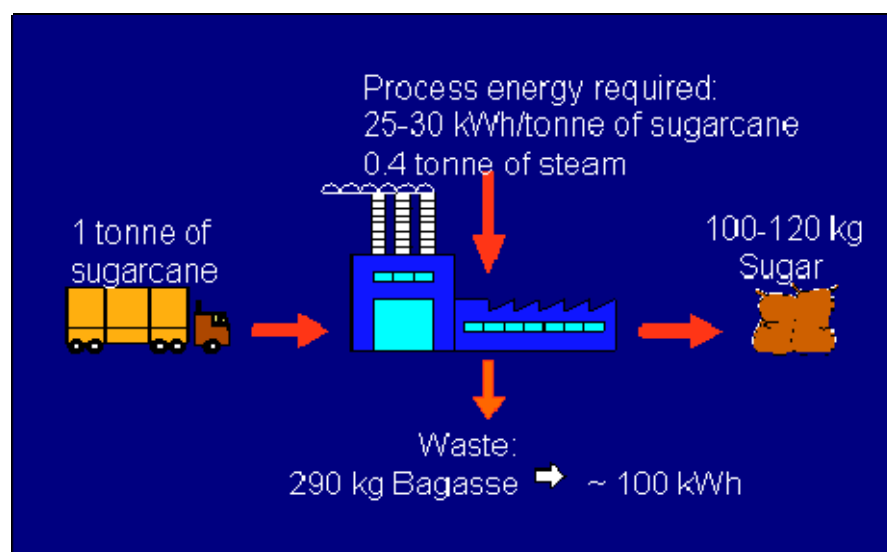 Process energy required:
25-30 kWh/tonne of sugarcane
0.4 tonne of steam
1 tonne of
sugarcane
100-120 kg
Sugar
Waste:
290 kg Bagasse ~ 100 kWh